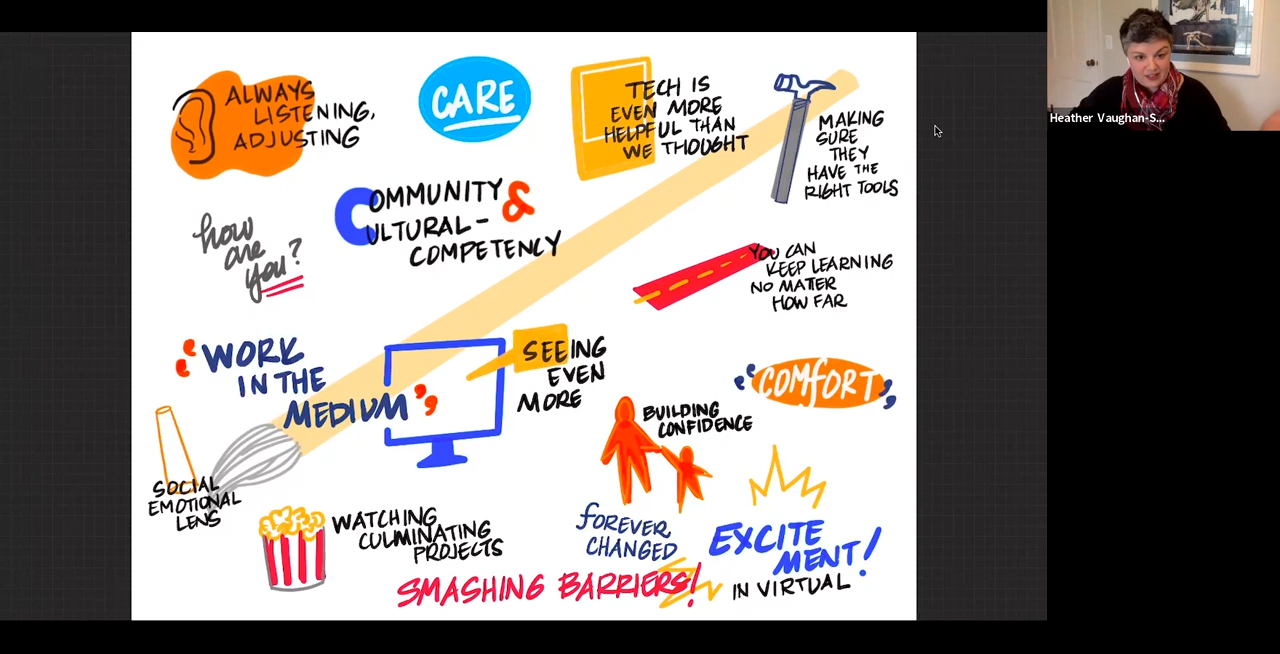 ALWAYS
LISTENING,
ADJUSTING
CARE
TECH IS
EVEN MORE
HELPFUL THAN
WE THOUGHT
MAKING
SURE
THEY
HAVE THE
RIGHT TOOLS
Heather Vaughan-S...
COMMUNITY &
CULTURAL-
COMPETENCY
how
are
you?
YOU CAN
KEEP LEARNING
NO MATTER
HOW FAR
"WORK
IN THE
MEDIUM"
SEEING
EVEN
MORE
"COMFORT"
BUILDING
CONFIDENCE
SOCIAL
EMOTIONAL
LENS
WATCHING
CULMINATING
PROJECTS
FOREVER
CHANGED
EXCITE
MENT!
IN VIRTUAL
SMASHING BARRIERS!